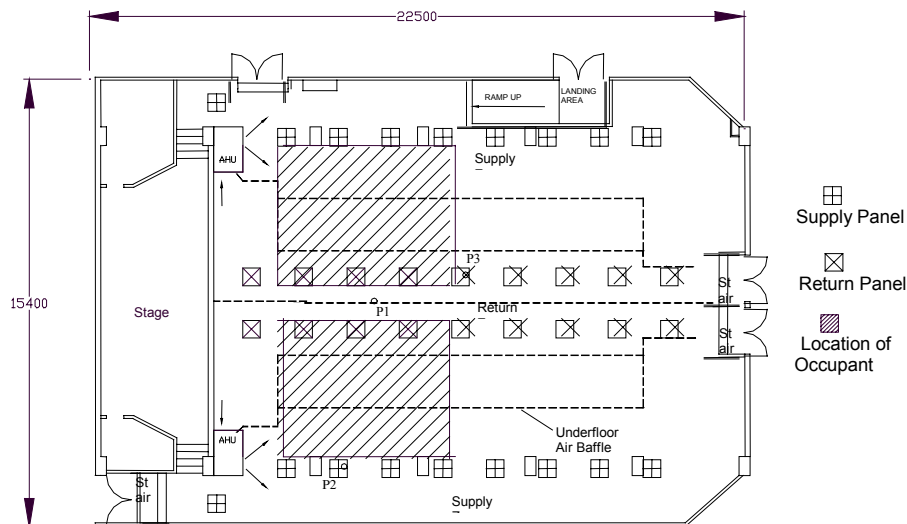 22500
RAMP UP
LANDING
AREA
AHU
Supply
Supply Panel
P3
St
air
Return Panel
15400
Stage
P1
Return
St
air
Location of
Occupant
AHU
Underfloor
Air Baffle
P2
St
air
Supply